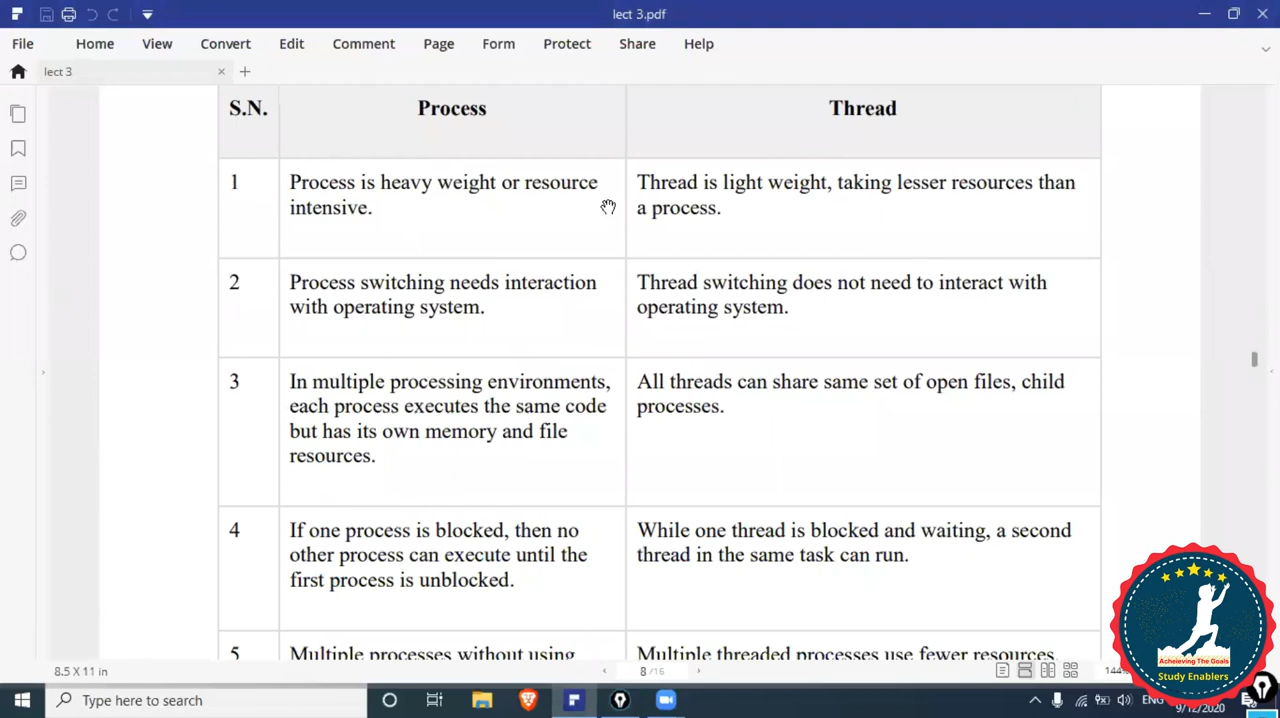 lect 3.pdf
File Home View Convert Edit Comment Page Form Protect Share Help
lect 3
S.N. Process Thread
1 Process is heavy weight or resource Thread is light weight, taking lesser resources than
intensive. a process.
2 Process switching needs interaction Thread switching does not need to interact with
with operating system. operating system.
3 In multiple processing environments, All threads can share same set of open files, child
each process executes the same code processes.
but has its own memory and file
resources.
4 If one process is blocked, then no While one thread is blocked and waiting, a second
other process can execute until the thread in the same task can run.
first process is unblocked.
5 Multiple processes without using Multiple threaded processes use fewer resources.
8.5 X 11 in 8 /16 144%
Acheieving The Goals
Study Enablers
Type here to search ENG
9/12/2020